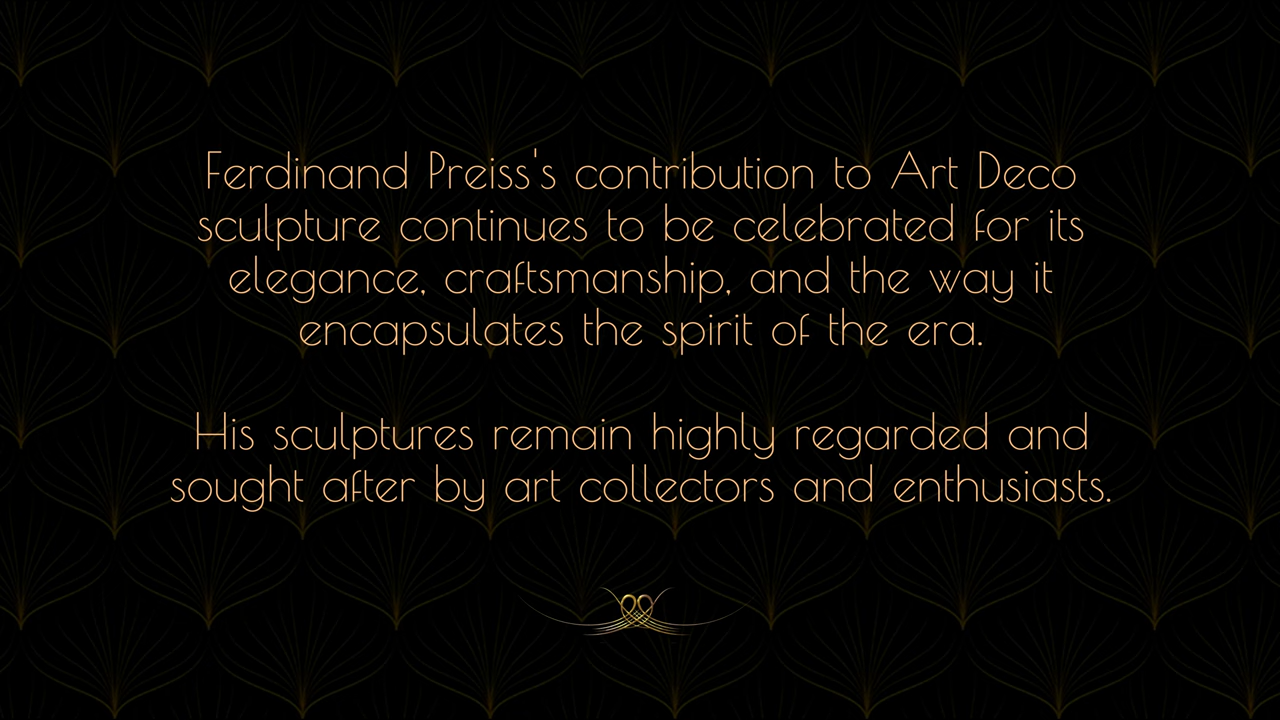 Ferdinand Preiss's contribution to Art Deco
sculpture continues to be celebrated for its
elegance, craftsmanship, and the way it
encapsulates the spirit of the era.
His sculptures remain highly regarded and
sought after by art collectors and enthusiasts.